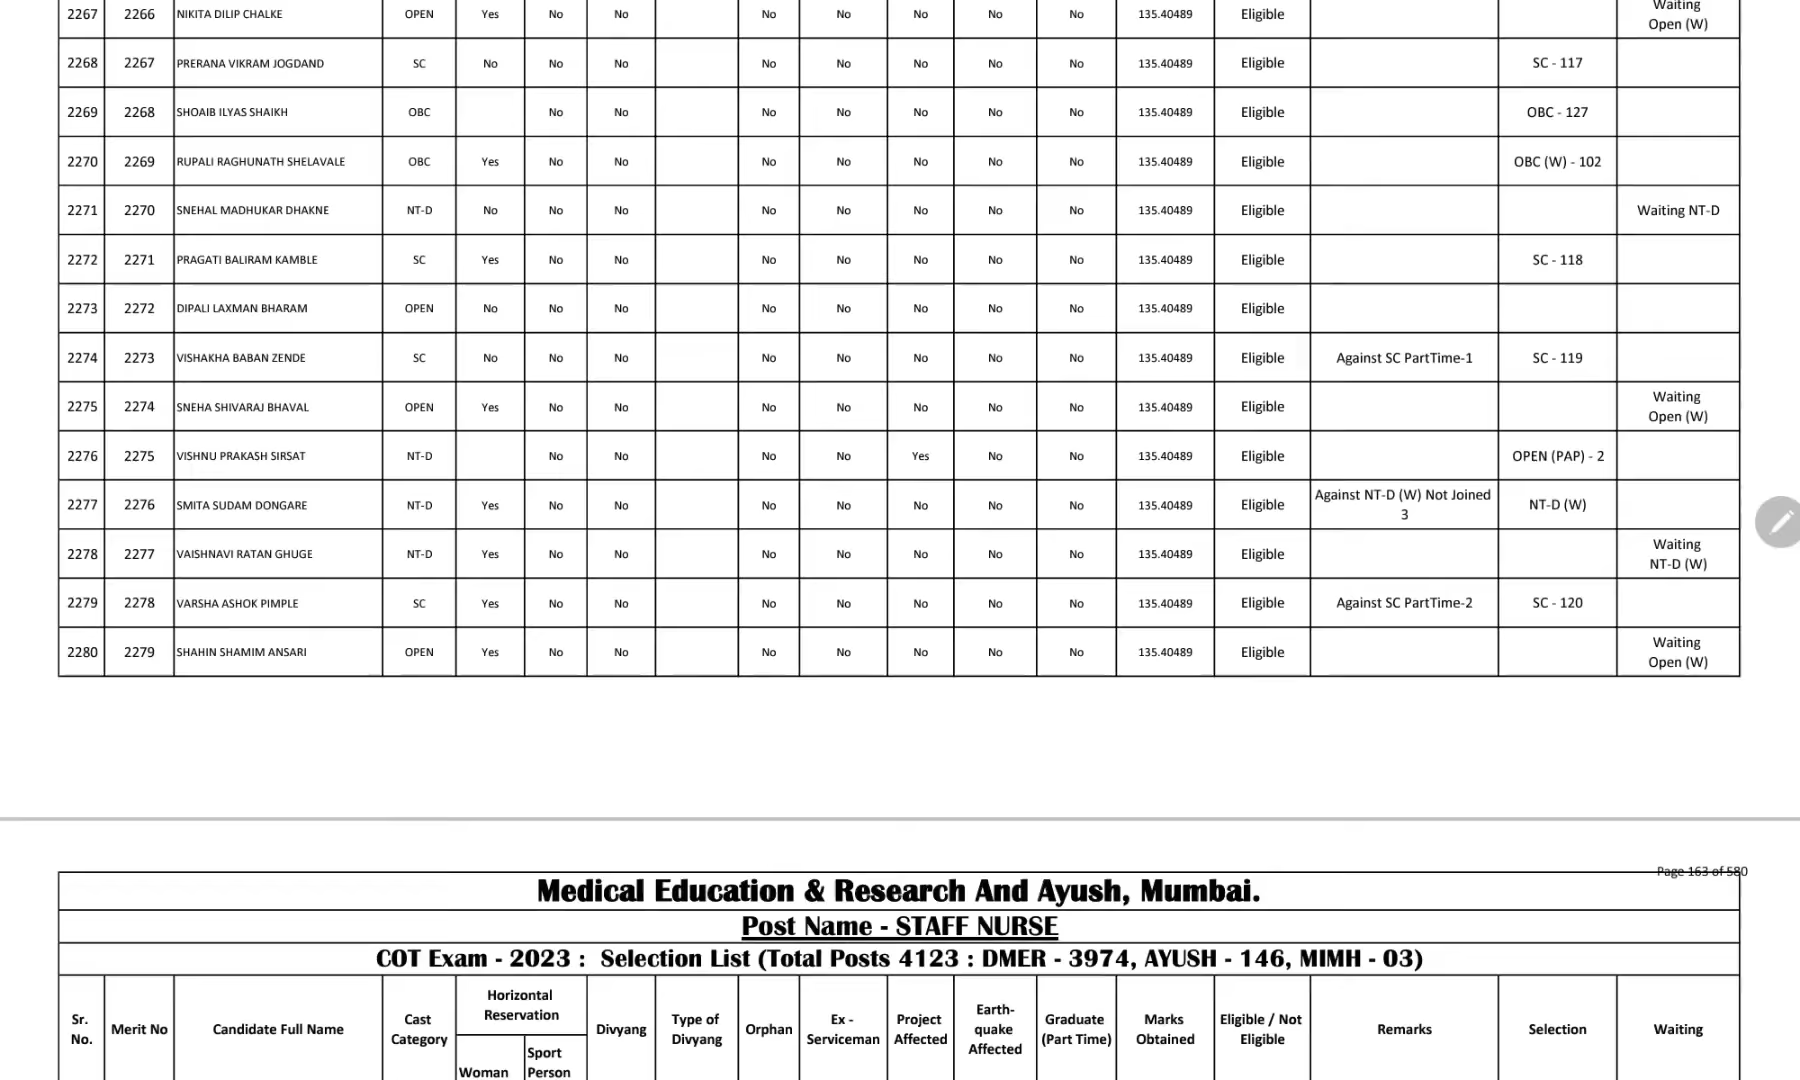 2267 2266 NIKITA DILIP CHALKE OPEN Yes No No No No No No No 135.40489 Eligible Waiting Open (W)
2268 2267 PRERANA VIKRAM JOGDAND SC No No No No No No No No 135.40489 Eligible SC - 117
2269 2268 SHOAIB ILYAS SHAIKH OBC No No No No No No No 135.40489 Eligible OBC - 127
2270 2269 RUPALI RAGHUNATH SHELAVALE OBC Yes No No No No No No No 135.40489 Eligible OBC (W) - 102
2271 2270 SNEHAL MADHUKAR DHAKNE NT-D No No No No No No No No 135.40489 Eligible Waiting NT-D
2272 2271 PRAGATI BALIRAM KAMBLE SC Yes No No No No No No No 135.40489 Eligible SC - 118
2273 2272 DIPALI LAXMAN BHARAM OPEN No No No No No No No No 135.40489 Eligible
2274 2273 VISHAKHA BABAN ZENDE SC No No No No No No No No 135.40489 Eligible Against SC PartTime-1 SC - 119
2275 2274 SNEHA SHIVARAJ BHAVAL OPEN Yes No No No No No No No 135.40489 Eligible Waiting Open (W)
2276 2275 VISHNU PRAKASH SIRSAT NT-D No No No No Yes No No 135.40489 Eligible OPEN (PAP) - 2
2277 2276 SMITA SUDAM DONGARE NT-D Yes No No No No No No No 135.40489 Eligible Against NT-D (W) Not Joined 3 NT-D (W)
2278 2277 VAISHNAVI RATAN GHUGE NT-D Yes No No No No No No No 135.40489 Eligible Waiting NT-D (W)
2279 2278 VARSHA ASHOK PIMPLE SC Yes No No No No No No No 135.40489 Eligible Against SC PartTime-2 SC - 120
2280 2279 SHAHIN SHAMIM ANSARI OPEN Yes No No No No No No No 135.40489 Eligible Waiting Open (W)
Page 163 of 580
Medical Education & Research And Ayush, Mumbai.
Post Name - STAFF NURSE
COT Exam - 2023 : Selection List (Total Posts 4123 : DMER - 3974, AYUSH - 146, MIMH - 03)
Sr. No. Merit No Candidate Full Name Cast Category Horizontal Reservation Divyang Type of Divyang Orphan Ex - Serviceman Project Affected Earth-quake Affected Graduate (Part Time) Marks Obtained Eligible / Not Eligible Remarks Selection Waiting
Woman Sport Person